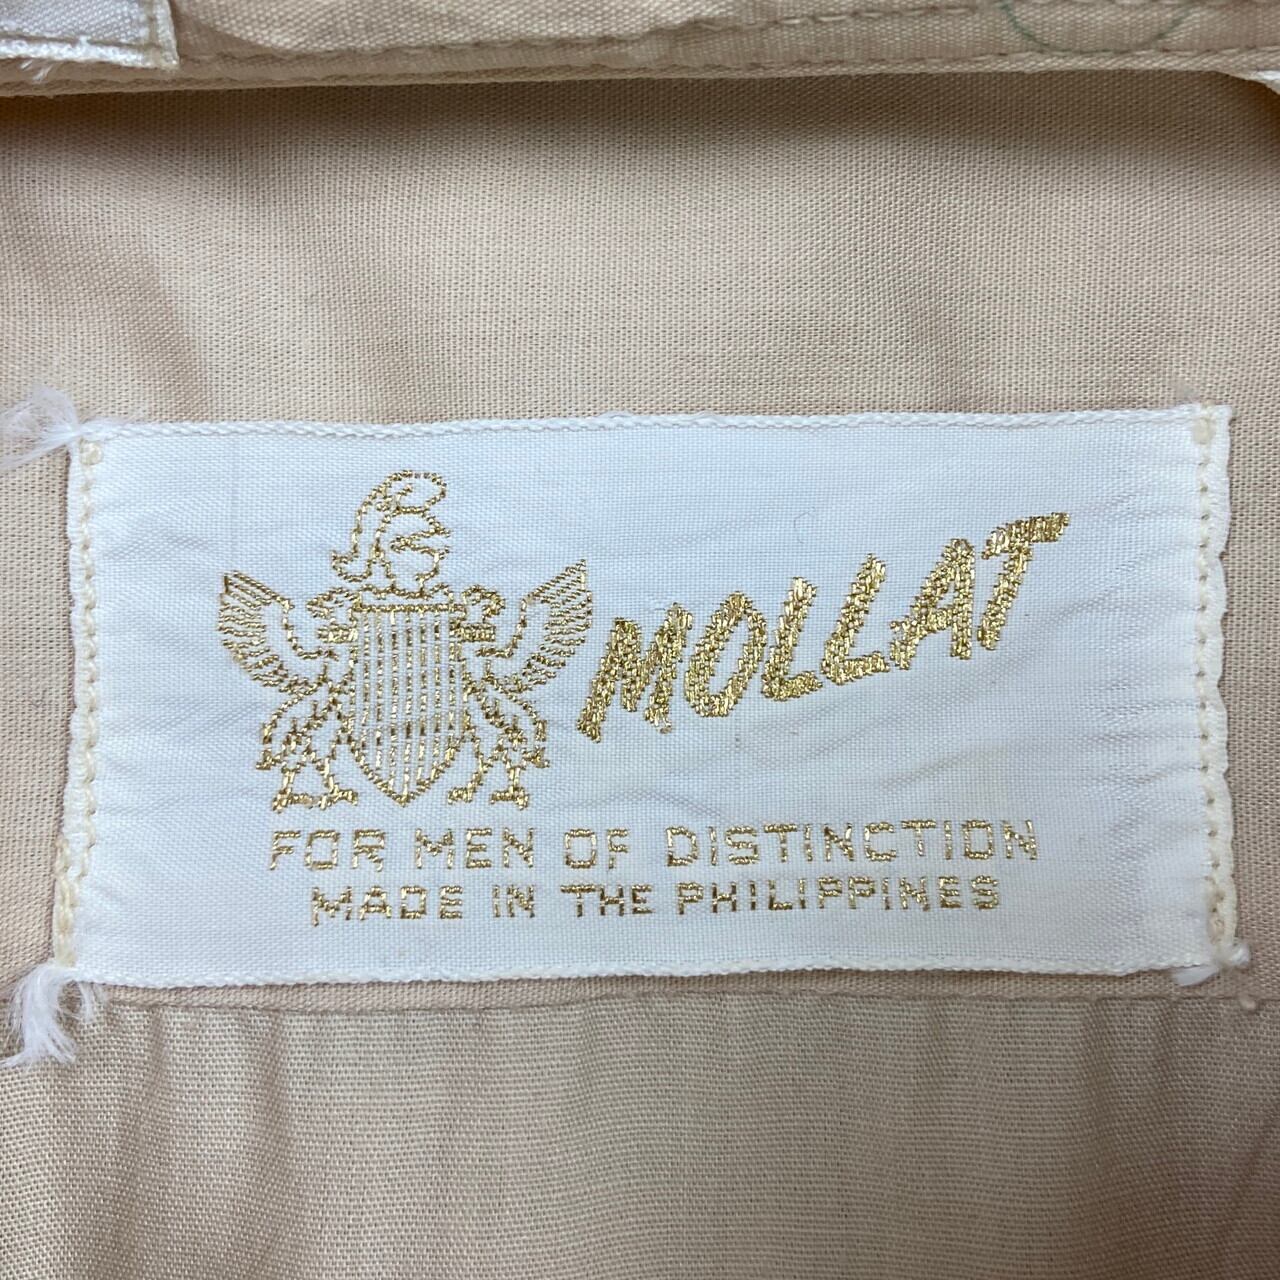 MOLLAT
FOR MEN OF DISTINCTION
MADE IN THE PHILIPPINES